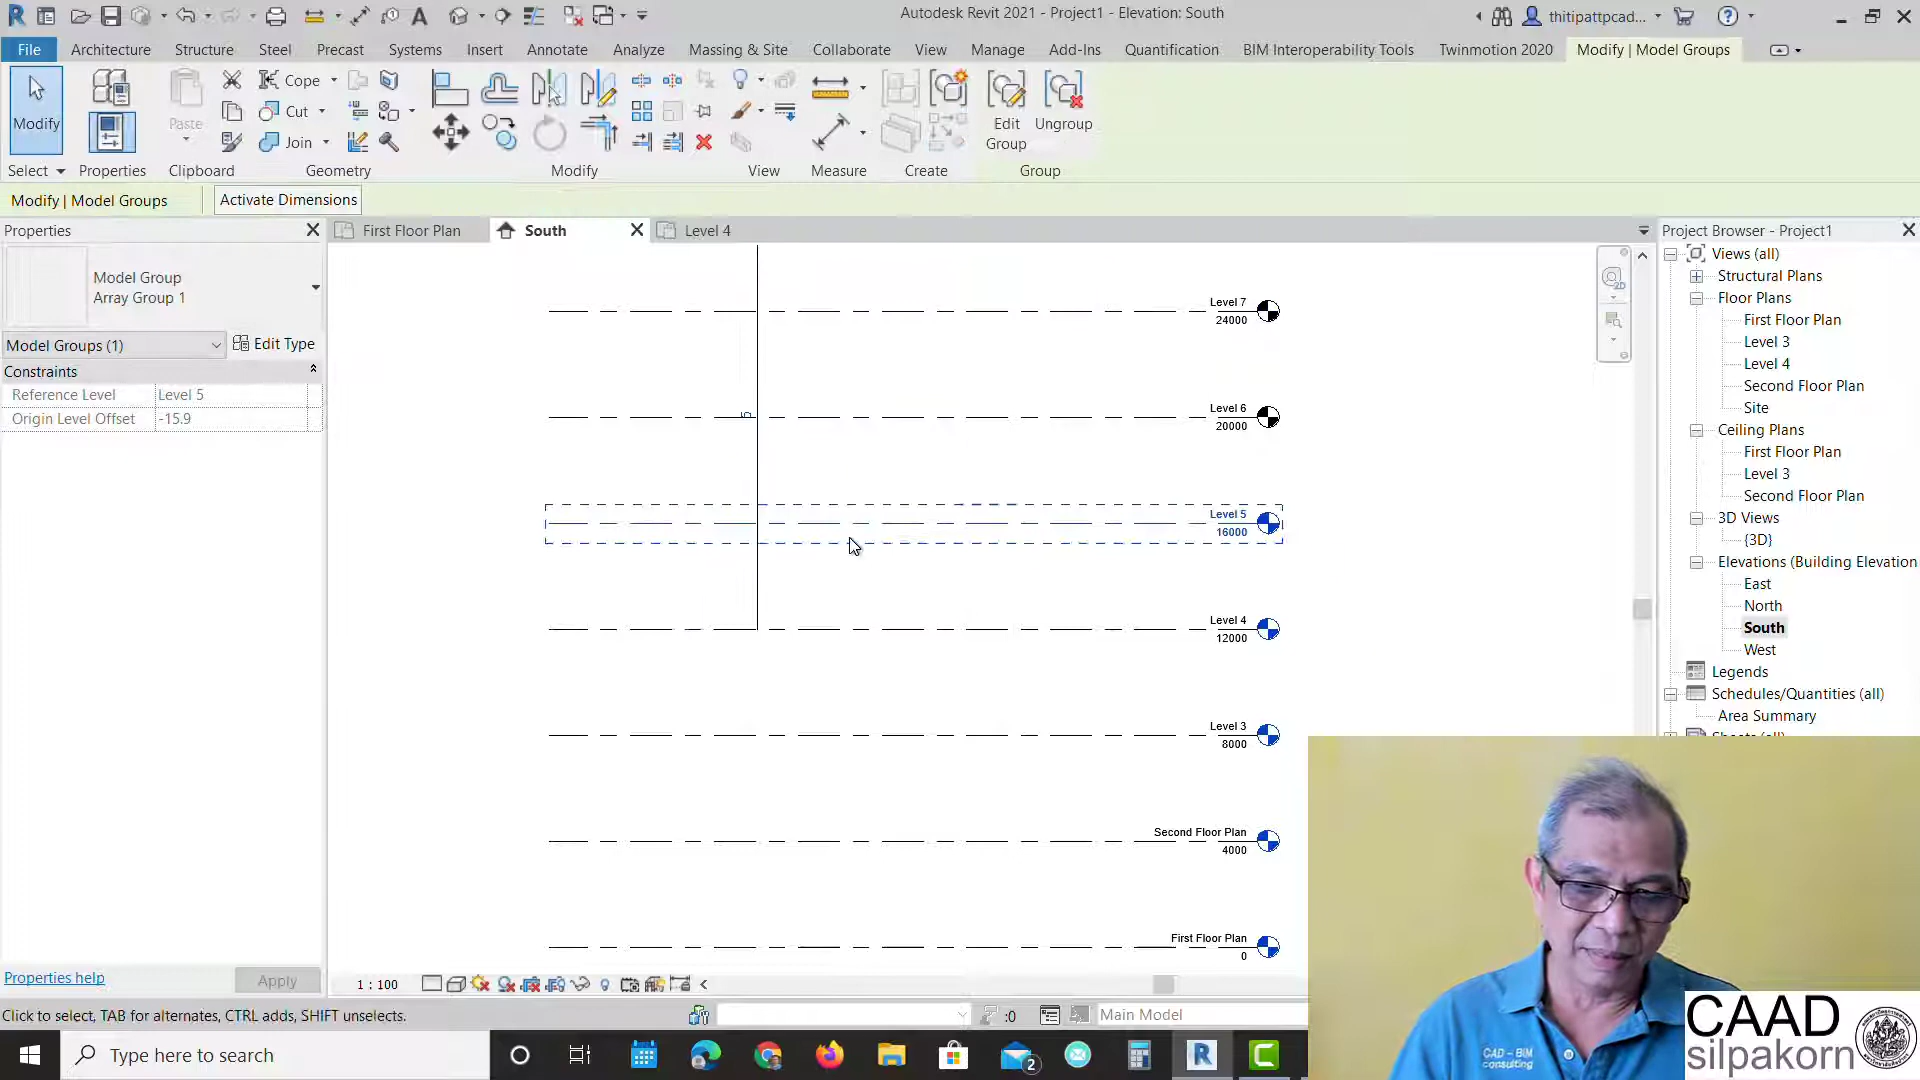 Autodesk Revit 2021 - Project1 - Elevation: South
thitipattpcad...
File
Architecture
Structure
Steel
Precast
Systems
Insert
Annotate
Analyze
Massing & Site
Collaborate
View
Manage
Add-Ins
Quantification
BIM Interoperability Tools
Twinmotion 2020
Modify | Model Groups
Modify
Paste
Cope
Cut
Join
Edit
Group
Ungroup
Select
Properties
Clipboard
Geometry
Modify
View
Measure
Create
Group
Modify | Model Groups
Activate Dimensions
Properties
Model Group
Array Group 1
Model Groups (1)
Edit Type
Constraints
Reference Level
Level 5
Origin Level Offset
-15.9
Properties help
Apply
First Floor Plan
South
Level 4
Level 7
24000
5
Level 6
20000
Level 5
16000
Level 4
12000
Level 3
8000
Second Floor Plan
4000
First Floor Plan
0
1 : 100
Project Browser - Project1
Views (all)
Structural Plans
Floor Plans
First Floor Plan
Level 3
Level 4
Second Floor Plan
Site
Ceiling Plans
First Floor Plan
Level 3
Second Floor Plan
3D Views
{3D}
Elevations (Building Elevation
East
North
South
West
Legends
Schedules/Quantities (all)
Area Summary
Click to select, TAB for alternates, CTRL adds, SHIFT unselects.
:0
Main Model
Type here to search
2
CAD - BIM
consulting
CAAD
silpakorn